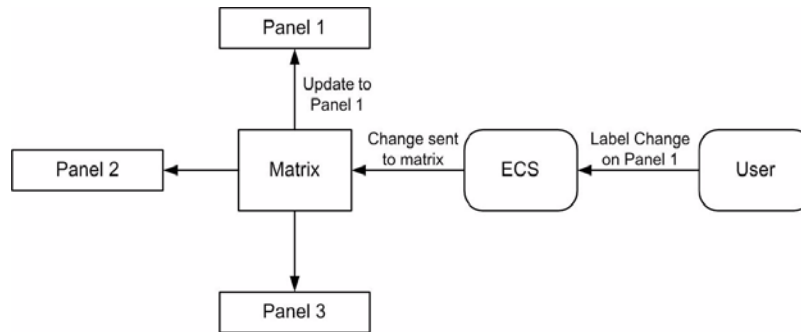 Panel 1
Update to
Panel 1
Change sent
to matrix
Label Change
on Panel 1
Panel 2
Matrix
ECS
User
Panel 3